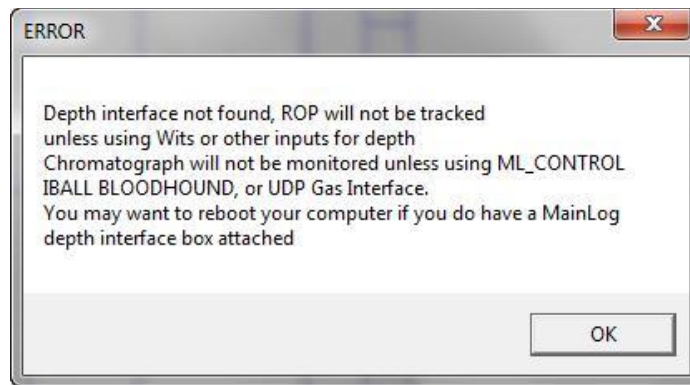 ERROR
Depth interface not found, ROP will not be tracked
unless using Wits or other inputs for depth
Chromatograph will not be monitored unless using ML_CONTROL
IBALL BLOODHOUND, or UDP Gas Interface.
You may want to reboot your computer if you do have a MainLog
depth interface box attached
OK